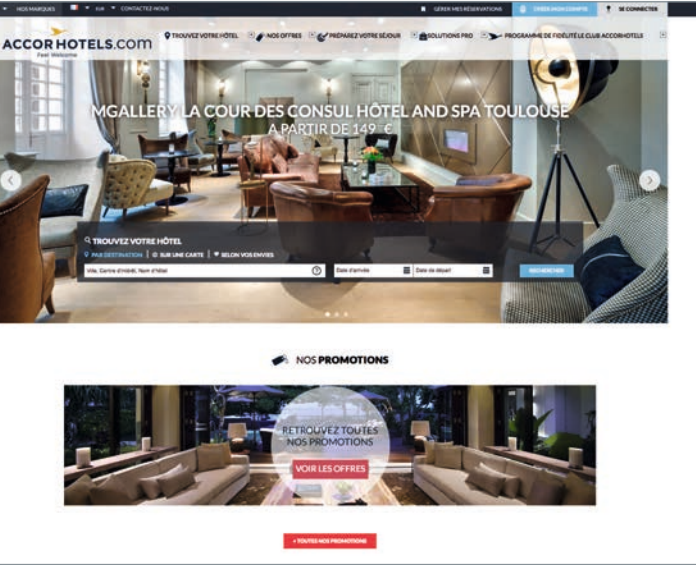 NOS MARQUES
EUR
CONTACTEZ-NOUS
GÉRER MES RÉSERVATIONS
CRÉER MON COMPTE
SE CONNECTER
ACCORHOTELS.COM
Feel Welcome
TROUVEZ VOTRE HÔTEL
NOS OFFRES
PRÉPAREZ VOTRE SÉJOUR
SOLUTIONS PRO
PROGRAMME DE FIDÉLITÉ LE CLUB ACCORHOTELS
MGALLERY LA COUR DES CONSUL HÔTEL AND SPA TOULOUSE
A PARTIR DE 149 €
TROUVEZ VOTRE HÔTEL
PAR DESTINATION | SUR UNE CARTE | SELON VOS ENVIES
Ville, Centre d'intérêt, Nom d'hôtel
Date d'arrivée
Date de départ
RECHERCHER
NOS PROMOTIONS
RETROUVEZ TOUTES
NOS PROMOTIONS
VOIR LES OFFRES
+ TOUTES NOS PROMOTIONS